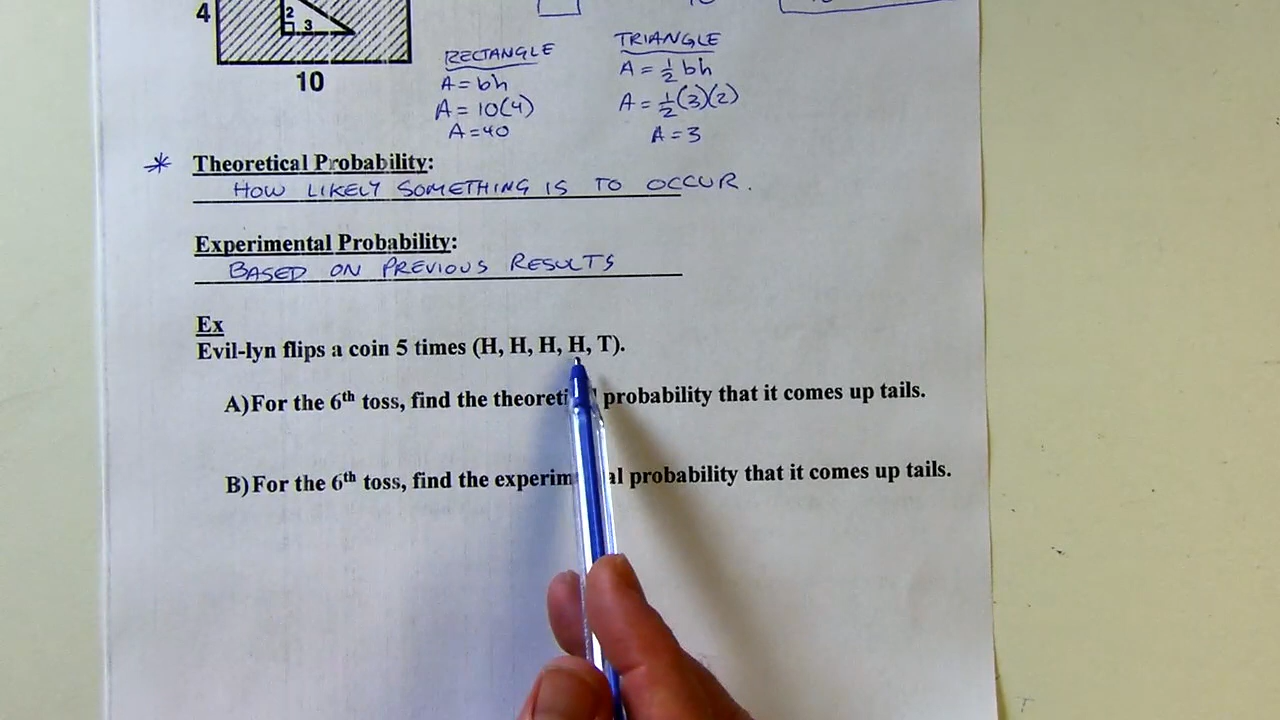 4
2
3
10
RECTANGLE
A = bh
A = 10(4)
A = 40
TRIANGLE
A = 1/2 bh
A = 1/2 (3)(2)
A = 3
* Theoretical Probability:
HOW LIKELY SOMETHING IS TO OCCUR.
Experimental Probability:
BASED ON PREVIOUS RESULTS
Ex
Evil-lyn flips a coin 5 times (H, H, H, H, T).
A) For the 6th toss, find the probability that it comes up tails.
B) For the 6th toss, find the probability that it comes up tails.